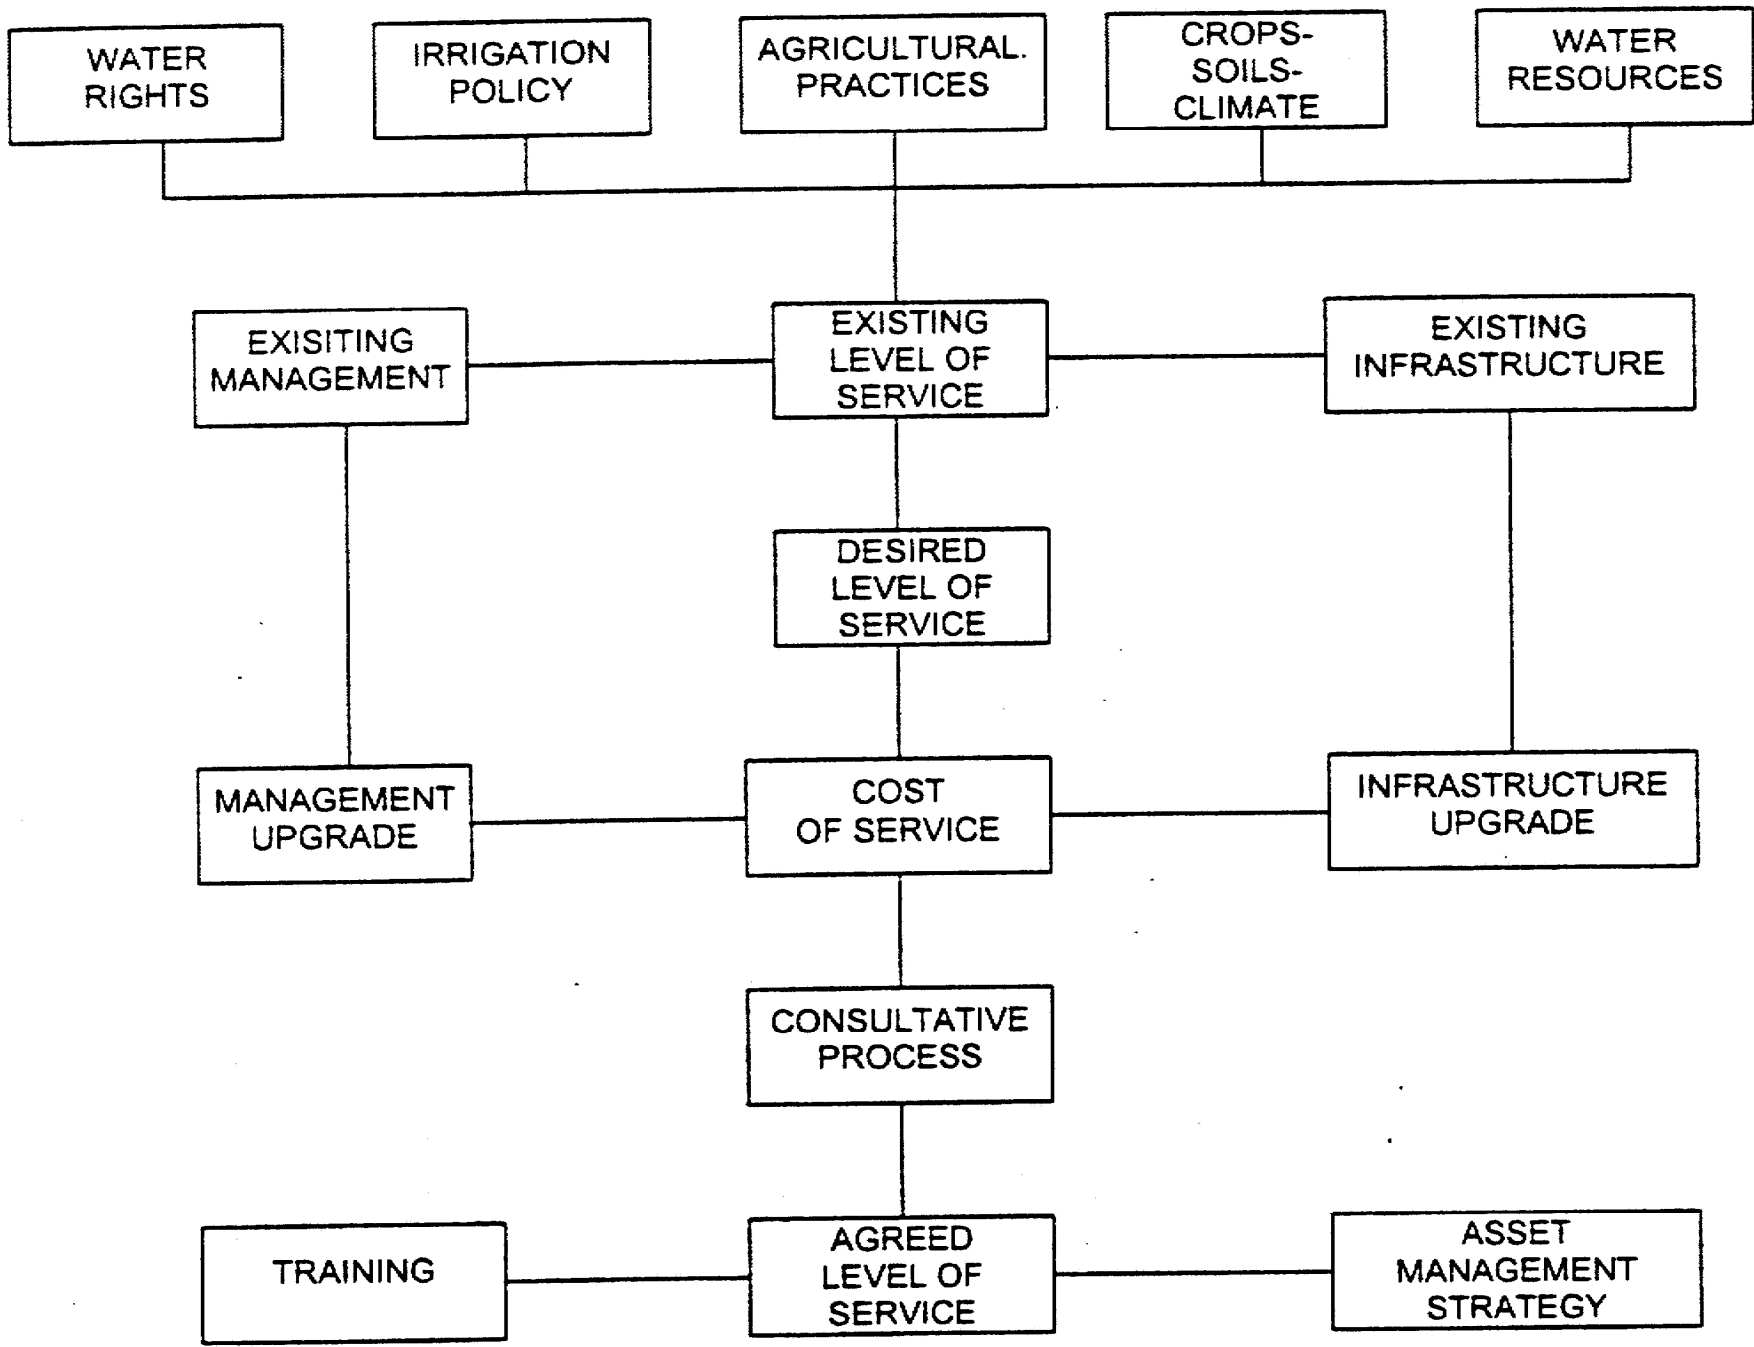 WATER
RIGHTS
IRRIGATION
POLICY
AGRICULTURAL.
PRACTICES
CROPS-
SOILS-
CLIMATE
WATER
RESOURCES
EXISITING
MANAGEMENT
EXISTING
LEVEL OF
SERVICE
EXISTING
INFRASTRUCTURE
DESIRED
LEVEL OF
SERVICE
MANAGEMENT
UPGRADE
COST
OF SERVICE
INFRASTRUCTURE
UPGRADE
CONSULTATIVE
PROCESS
TRAINING
AGREED
LEVEL OF
SERVICE
ASSET
MANAGEMENT
STRATEGY